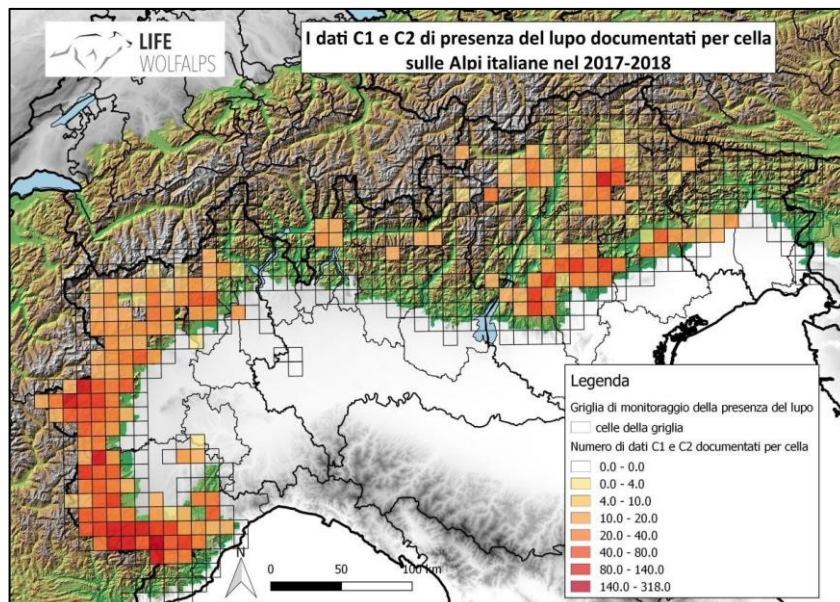 LIFE
WOLFALPS
I dati C1 e C2 di presenza del lupo documentati per cella
sulle Alpi italiane nel 2017-2018
Legenda
Griglia di monitoraggio della presenza del lupo
celle della griglia
Numero di dati C1 e C2 documentati per cella
0.0 - 0.0
0.0 - 4.0
4.0 - 10.0
10.0 - 20.0
20.0 - 40.0
40.0 - 80.0
80.0 - 140.0
140.0 - 318.0
N
0 50 100 km